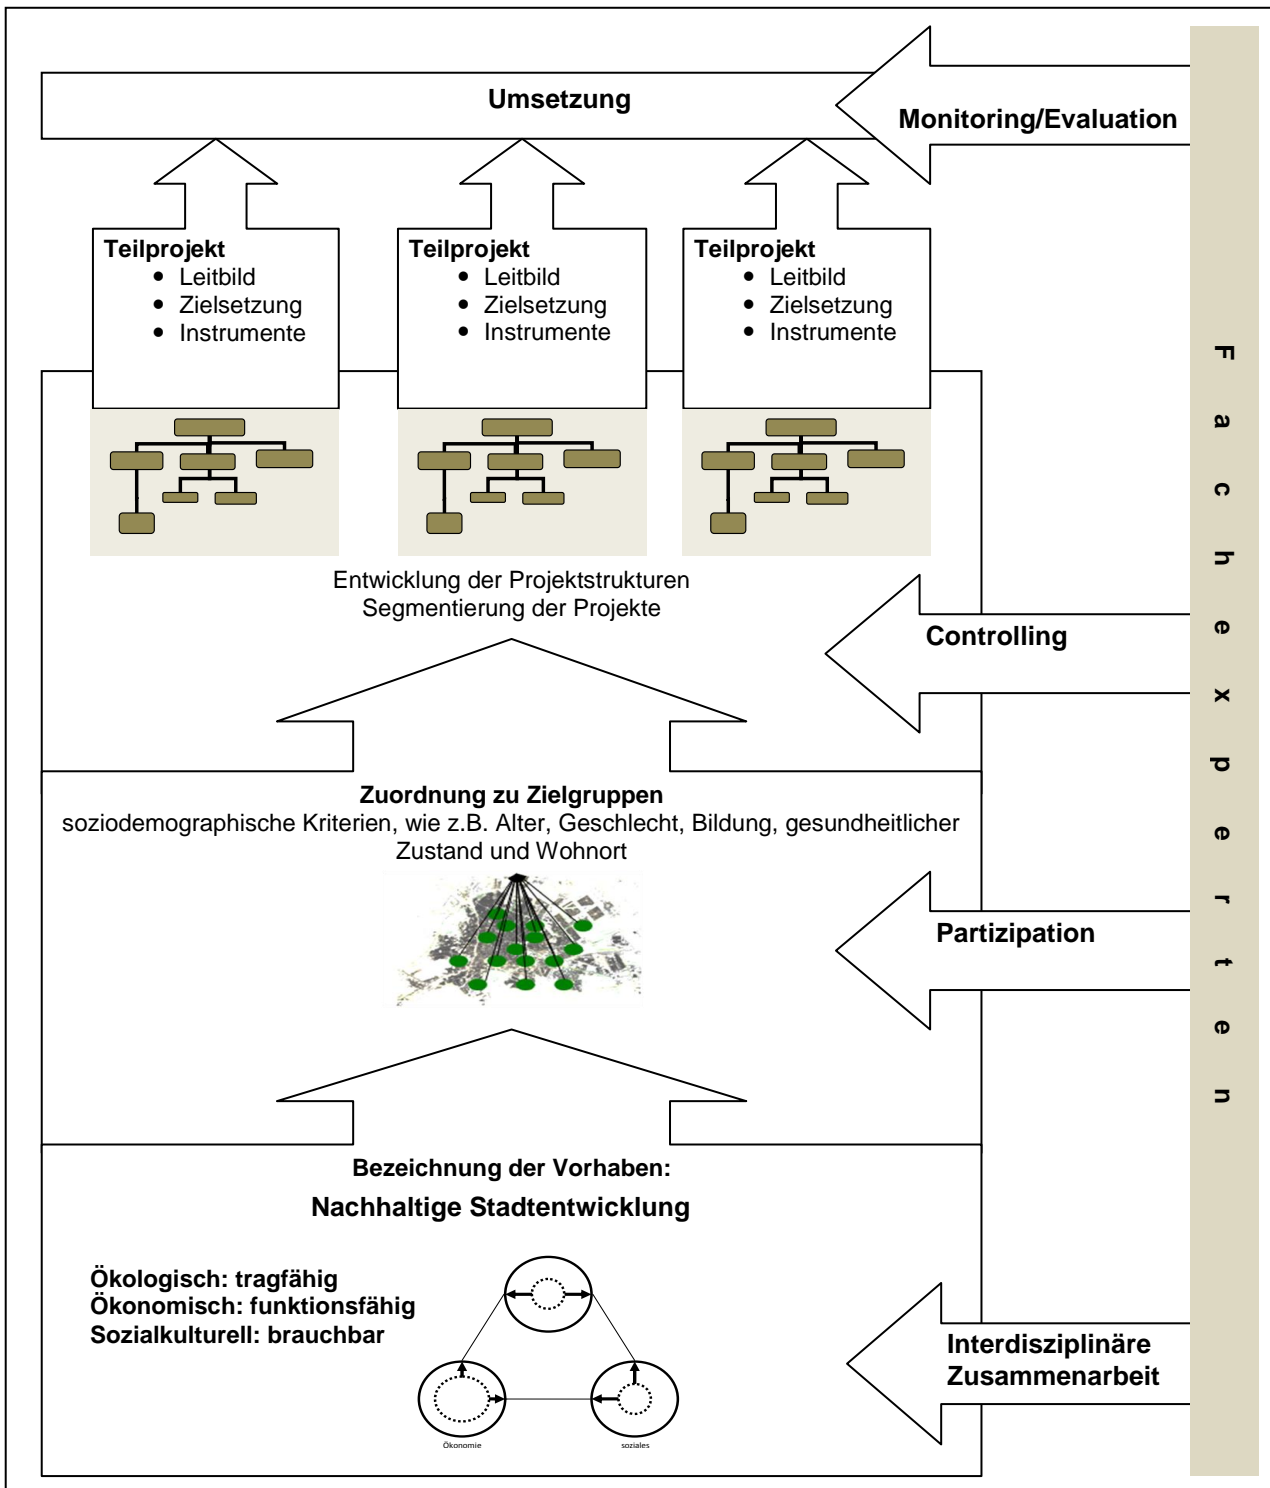 Umsetzung
Monitoring/Evaluation
Teilprojekt
• Leitbild
• Zielsetzung
• Instrumente
Teilprojekt
• Leitbild
• Zielsetzung
• Instrumente
Teilprojekt
• Leitbild
• Zielsetzung
• Instrumente
Entwicklung der Projektstrukturen
Segmentierung der Projekte
Controlling
Zuordnung zu Zielgruppen
soziodemographische Kriterien, wie z.B. Alter, Geschlecht, Bildung, gesundheitlicher
Zustand und Wohnort
Partizipation
Bezeichnung der Vorhaben:
Nachhaltige Stadtentwicklung
Ökologisch: tragfähig
Ökonomisch: funktionsfähig
Sozialkulturell: brauchbar
Ökonomie
soziales
Interdisziplinäre
Zusammenarbeit
Fachexperten